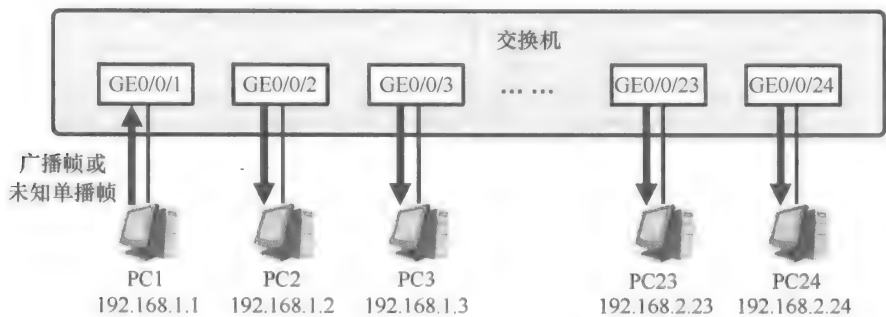 交换机
GE0/0/1
GE0/0/2
GE0/0/3
... ...
GE0/0/23
GE0/0/24
广播帧或
未知单播帧
PC1
192.168.1.1
PC2
192.168.1.2
PC3
192.168.1.3
PC23
192.168.2.23
PC24
192.168.2.24